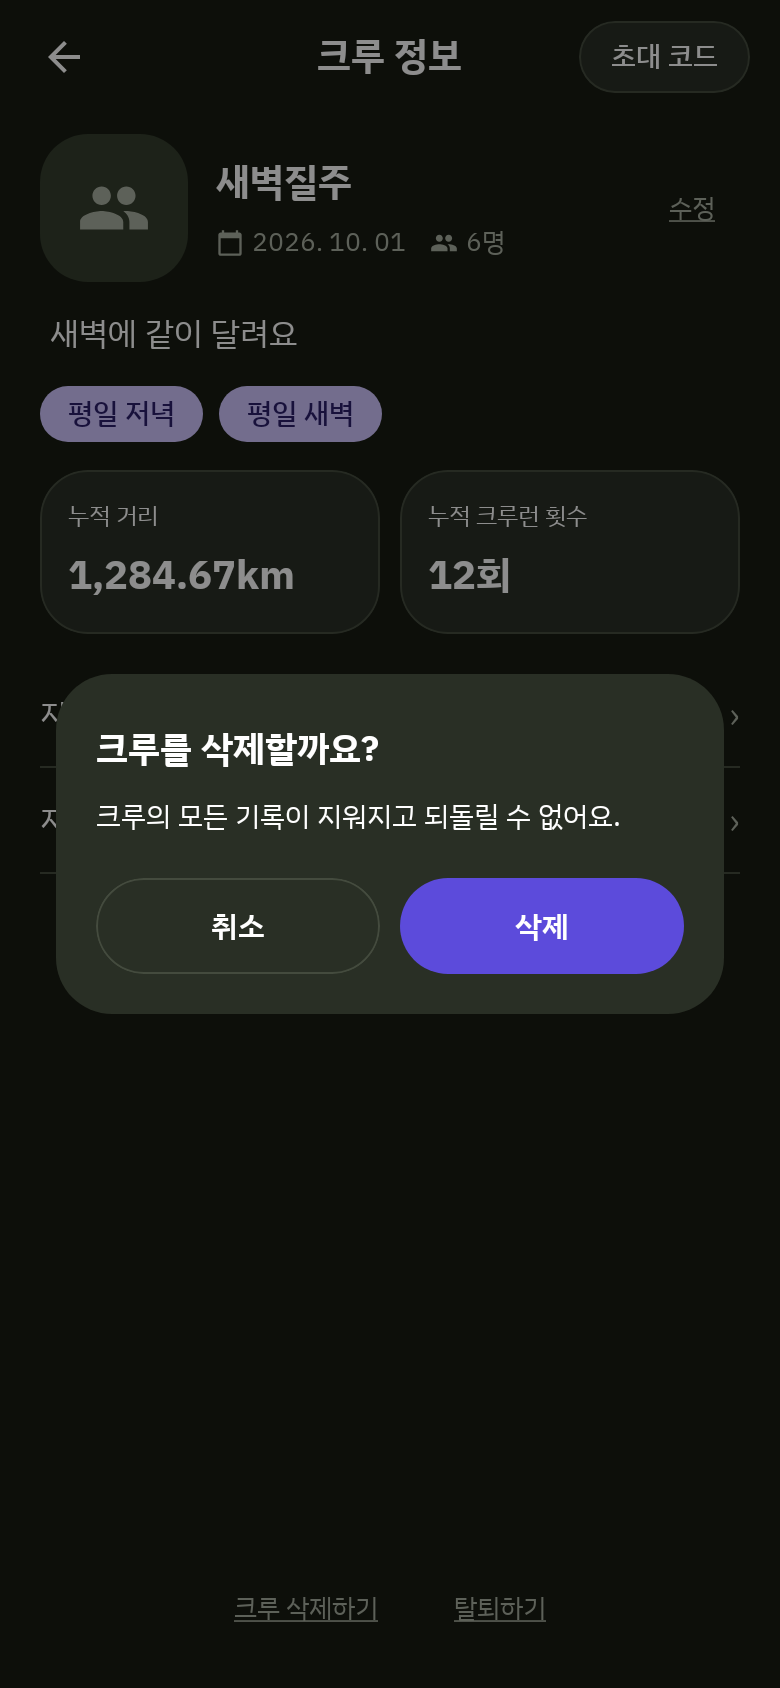 크루 정보
초대 코드
새벽질주
수정
2026. 10. 01 6명
새벽에 같이 달려요
평일 저녁 평일 새벽
누적 거리
1,284.67km
누적 크루런 횟수
12회
크루를 삭제할까요?
크루의 모든 기록이 지워지고 되돌릴 수 없어요.
취소 삭제
크루 삭제하기 탈퇴하기